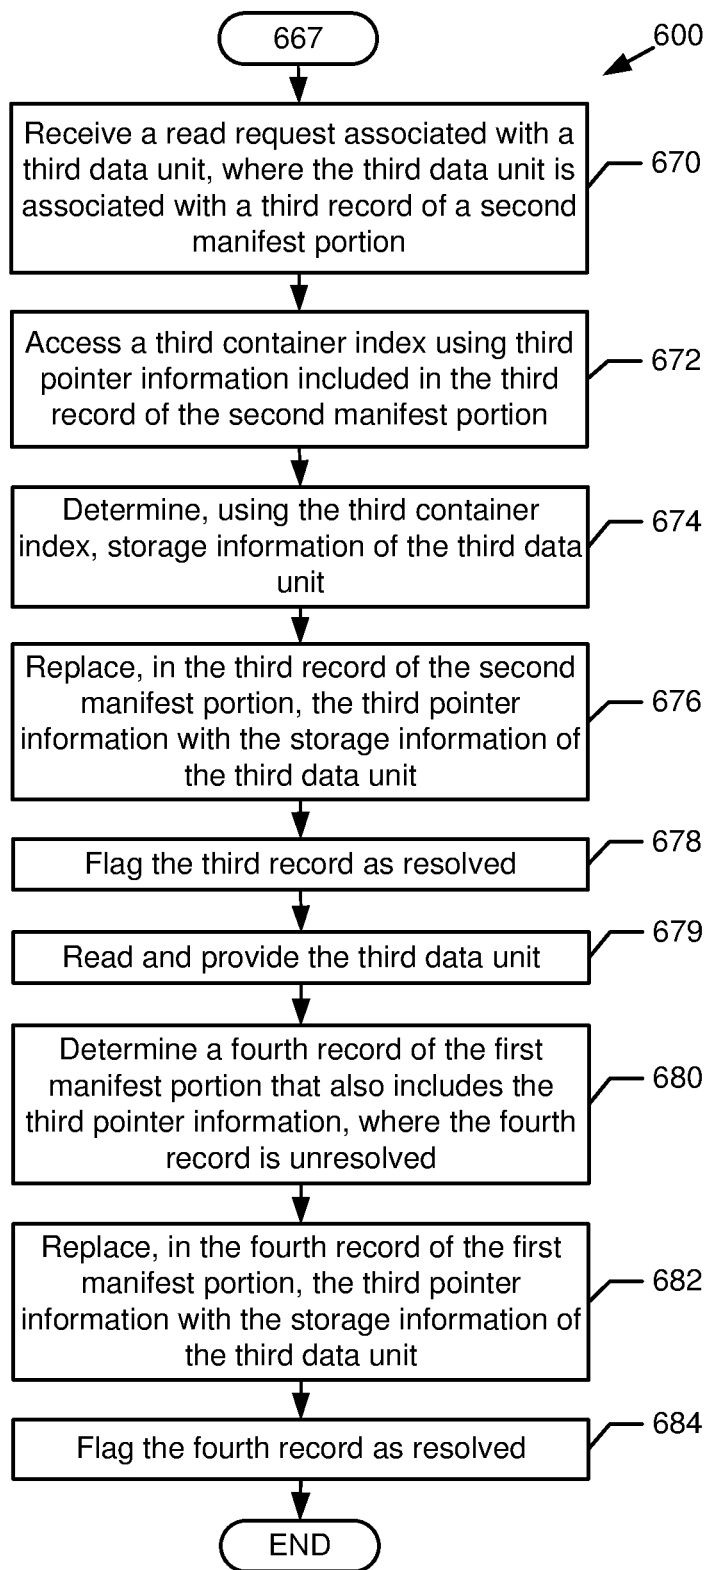 667
600
Receive a read request associated with a
third data unit, where the third data unit is
associated with a third record of a second
manifest portion
670
Access a third container index using third
pointer information included in the third
record of the second manifest portion
672
Determine, using the third container
index, storage information of the third data
unit
674
Replace, in the third record of the second
manifest portion, the third pointer
information with the storage information of
the third data unit
676
Flag the third record as resolved
678
Read and provide the third data unit
679
Determine a fourth record of the first
manifest portion that also includes the
third pointer information, where the fourth
record is unresolved
680
Replace, in the fourth record of the first
manifest portion, the third pointer
information with the storage information of
the third data unit
682
Flag the fourth record as resolved
684
END